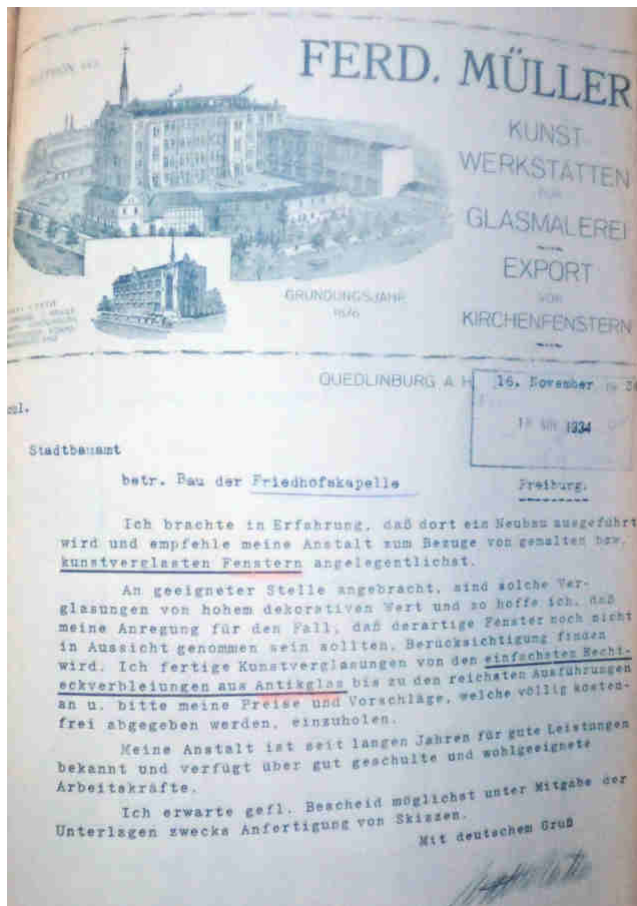 FERD. MÜLLER
KUNST-
WERKSTÄTTEN
FÜR
GLASMALEREI
EXPORT
VON
KIRCHENFENSTERN
GRÜNDUNGSJAHR
QUEDLINBURG A. H. 16. November
1934
Stadtbauamt
betr. Bau der Friedhofskapelle
Freiburg.
Ich brachte in Erfahrung, daß dort ein Neubau ausgeführt
wird und empfehle meine Anstalt zum Bezuge von gemalten bzw.
kunstverglasten Fenstern angelegentlichst.
An geeigneter Stelle angebracht, sind solche Ver-
glasungen von hohem dekorativen Wert und so hoffe ich, daß
meine Anregung für den Fall, daß derartige Fenster noch nicht
in Aussicht genommen sein sollten, Berücksichtigung finden
wird. Ich fertige Kunstverglasungen von den einfachsten Recht-
eckverbleiungen aus Antikglas bis zu den reichsten Ausführungen
an u. bitte meine Preise und Vorschläge, welche völlig kosten-
frei abgegeben werden, einzuholen.
Meine Anstalt ist seit langen Jahren für gute Leistungen
bekannt und verfügt über gut geschulte und wohlgeeignete
Arbeitskräfte.
Ich erwarte gefl. Bescheid möglichst unter Mitgabe der
Unterlagen zwecks Anfertigung von Skizzen.
Mit deutschem Gruß